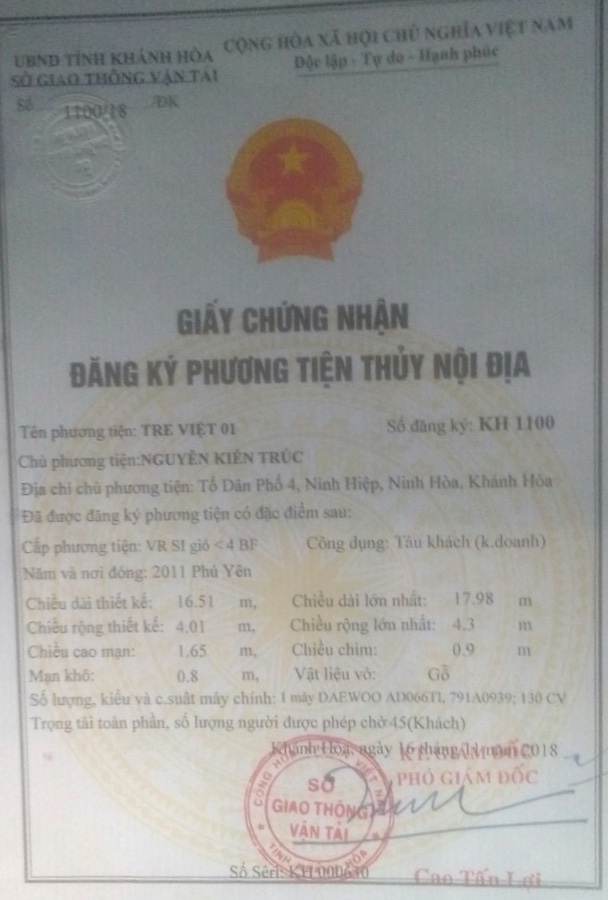 UBND TỈNH KHÁNH HÒA
SỞ GIAO THÔNG VẬN TẢI
CỘNG HÒA XÃ HỘI CHỦ NGHĨA VIỆT NAM
Độc lập - Tự do - Hạnh phúc
Số 1100/18 /ĐK
GIẤY CHỨNG NHẬN
ĐĂNG KÝ PHƯƠNG TIỆN THỦY NỘI ĐỊA
Tên phương tiện: TRE VIỆT 01 Số đăng ký: KH 1100
Chủ phương tiện:NGUYỄN KIẾN TRÚC
Địa chỉ chủ phương tiện: Tổ Dân Phố 4, Ninh Hiệp, Ninh Hòa, Khánh Hòa
Đã được đăng ký phương tiện có đặc điểm sau:
Cấp phương tiện: VR SI gió < 4 BF Công dụng: Tàu khách (k.doanh)
Năm và nơi đóng: 2011 Phú Yên
Chiều dài thiết kế: 16.51 m, Chiều dài lớn nhất: 17.98 m
Chiều rộng thiết kế: 4.01 m, Chiều rộng lớn nhất: 4.3 m
Chiều cao mạn: 1.65 m, Chiều chìm: 0.9 m
Mạn khô: 0.8 m, Vật liệu vỏ: Gỗ
Số lượng, kiểu và c.suất máy chính: 1 máy DAEWOO AD066TI, 791A0939; 130 CV
Trọng tải toàn phần, số lượng người được phép chở 45(Khách)
Khánh Hòa, ngày 16 tháng 11 năm 2018
KT. GIÁM ĐỐC
PHÓ GIÁM ĐỐC
SỞ
GIAO THÔNG
VẬN TẢI
Số Sêri: KH 000630
Cao Tấn Lợi